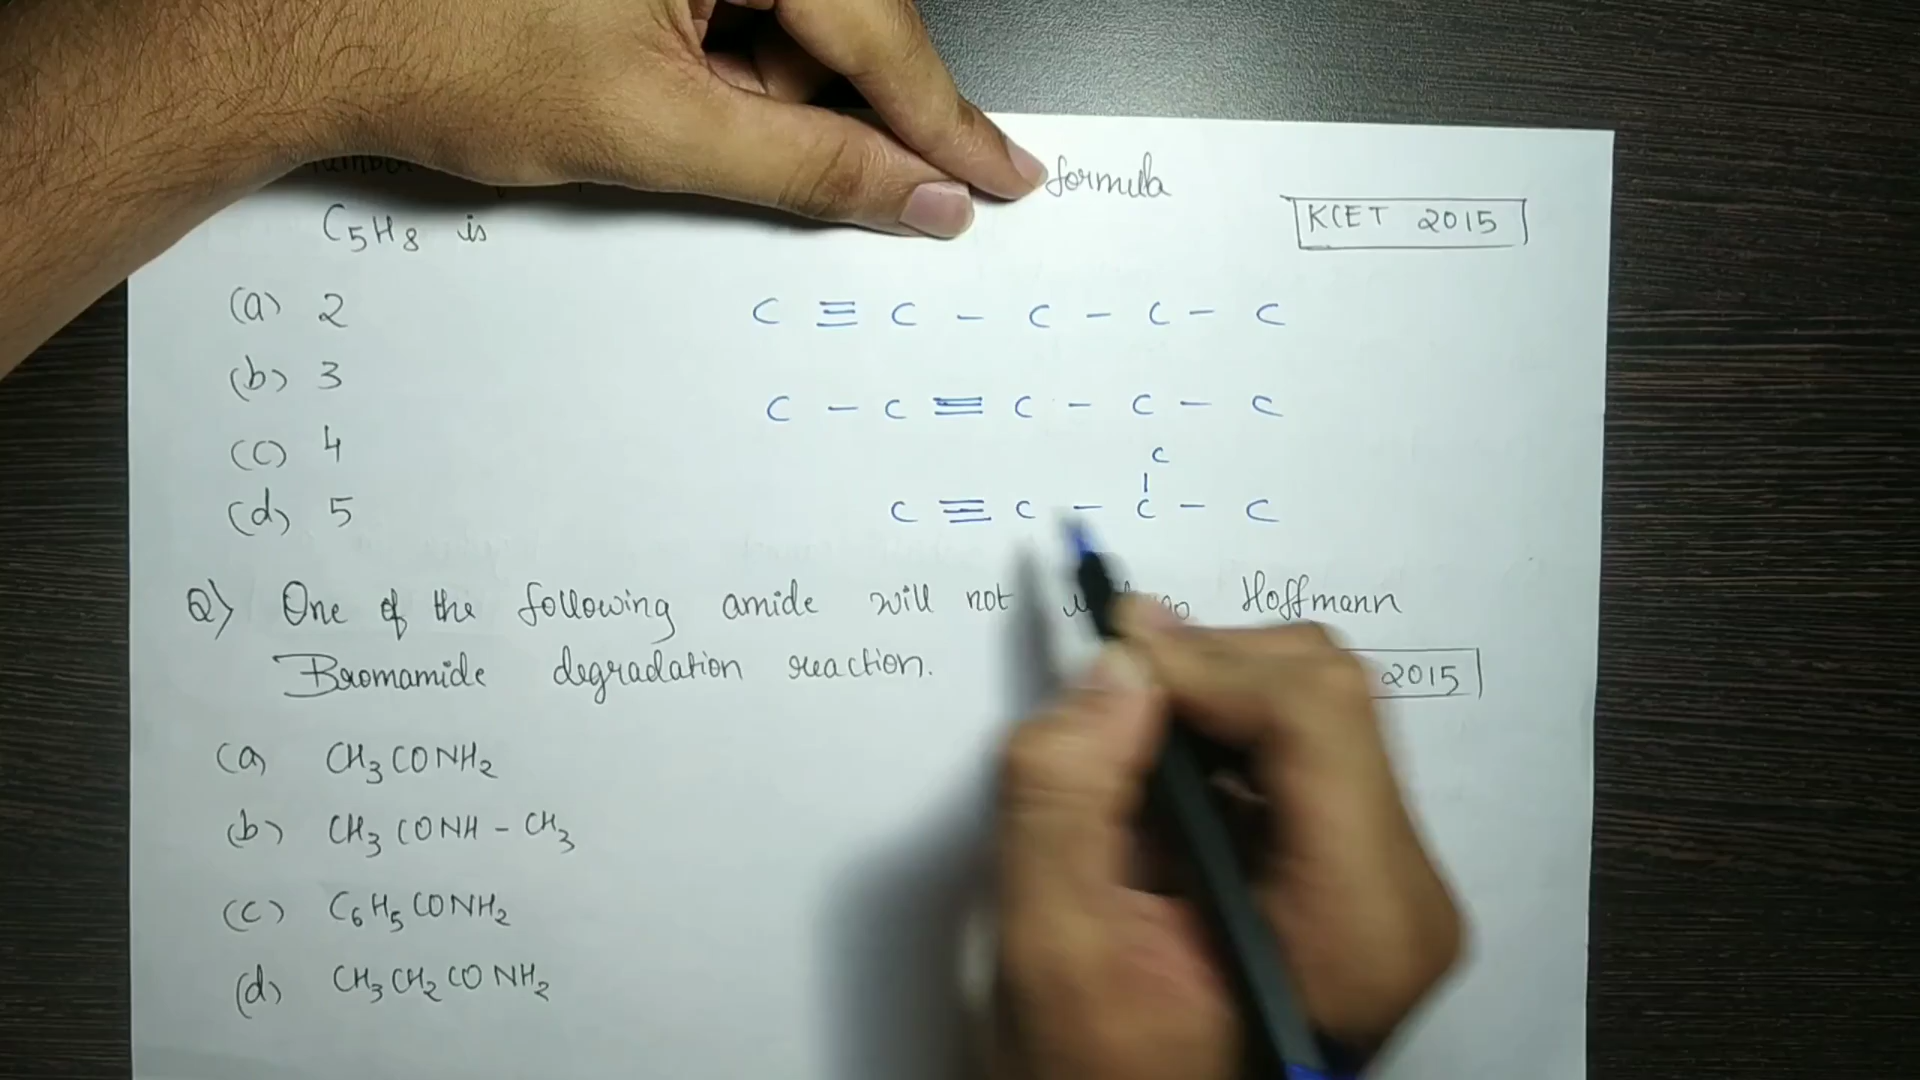 formula
C5H8 is
KCET 2015
(a) 2
C ≡ C - C - C - C
(b) 3
C - C ≡ C - C - C
(c) 4
C
(d) 5
C ≡ C - C - C
Q) One of the following amide will not Hoffmann
Bromamide degradation reaction.
2015
(a) CH3CONH2
(b) CH3CONH - CH3
(c) C6H5CONH2
(d) CH3CH2CONH2